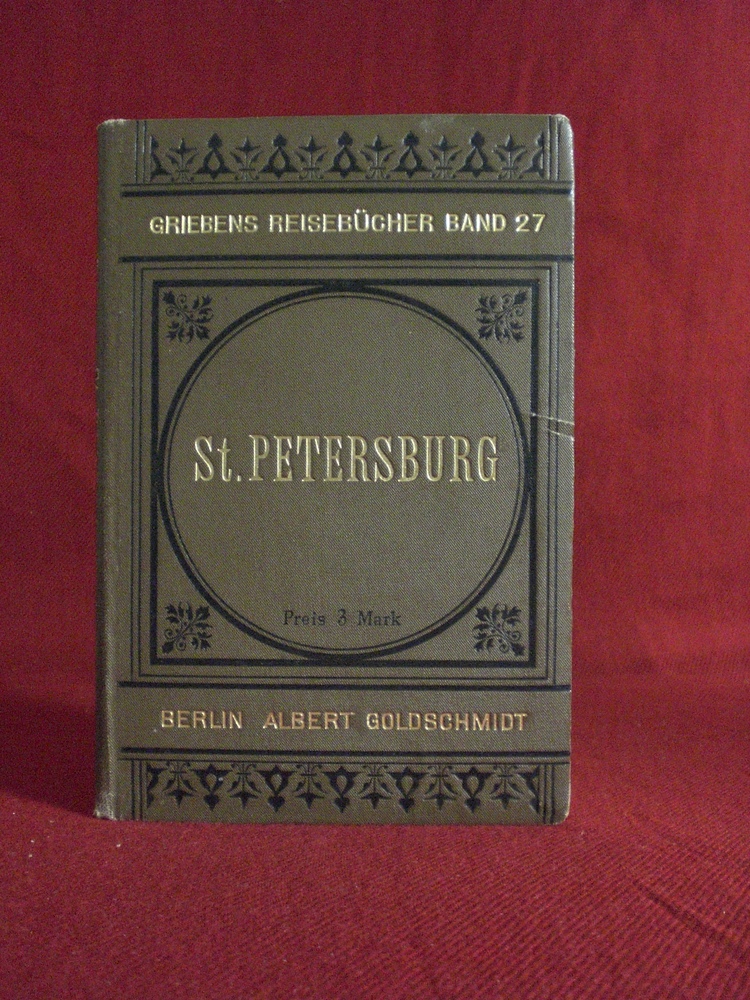 GRIEBENS REISEBÜCHER BAND 27
St. PETERSBURG
Preis 3 Mark
BERLIN ALBERT GOLDSCHMIDT